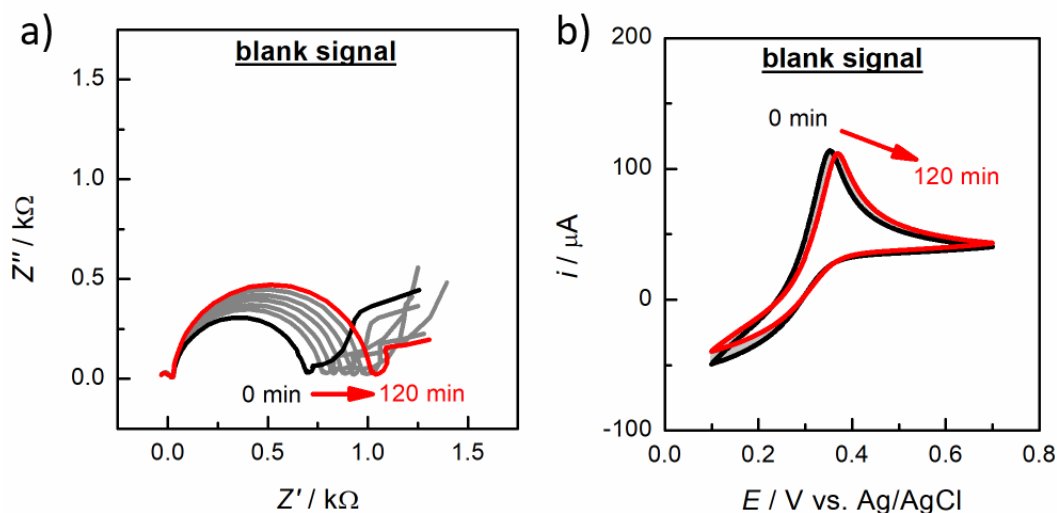 a)
blank signal
1.5
1.0
0.5
0.0
Z'' / kΩ
0 min
120 min
0.0 0.5 1.0 1.5
Z' / kΩ
b)
blank signal
200
100
0
-100
i / μA
0 min
120 min
0.0 0.2 0.4 0.6 0.8
E / V vs. Ag/AgCl